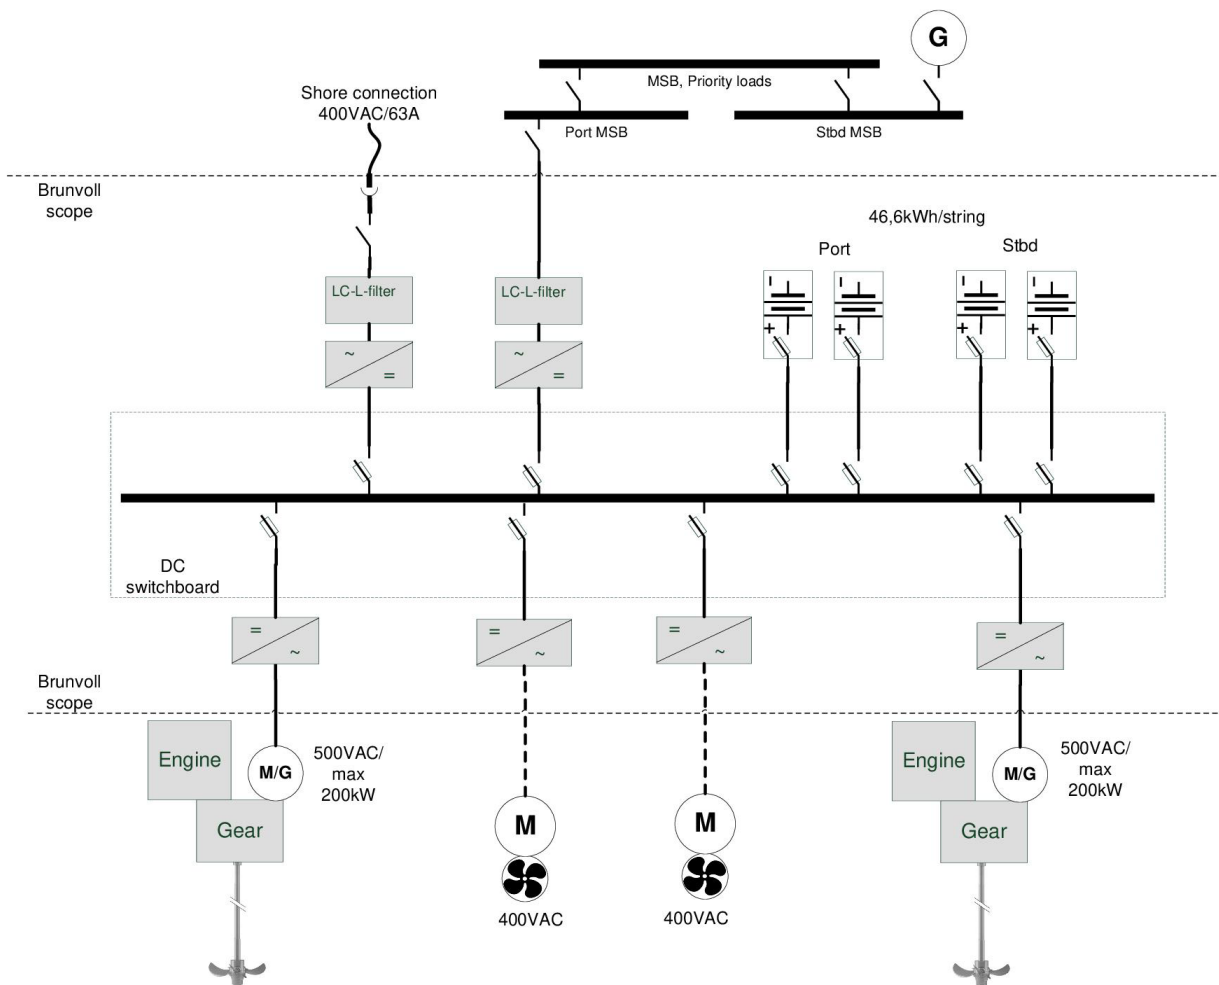 G
MSB, Priority loads
Shore connection
400VAC/63A
Port MSB
Stbd MSB
Brunvoll
scope
46,6kWh/string
Port
Stbd
LC-L-filter
LC-L-filter
DC
switchboard
Brunvoll
scope
Engine
M/G
500VAC/
max
200kW
Gear
M
400VAC
M
400VAC
Engine
M/G
500VAC/
max
200kW
Gear